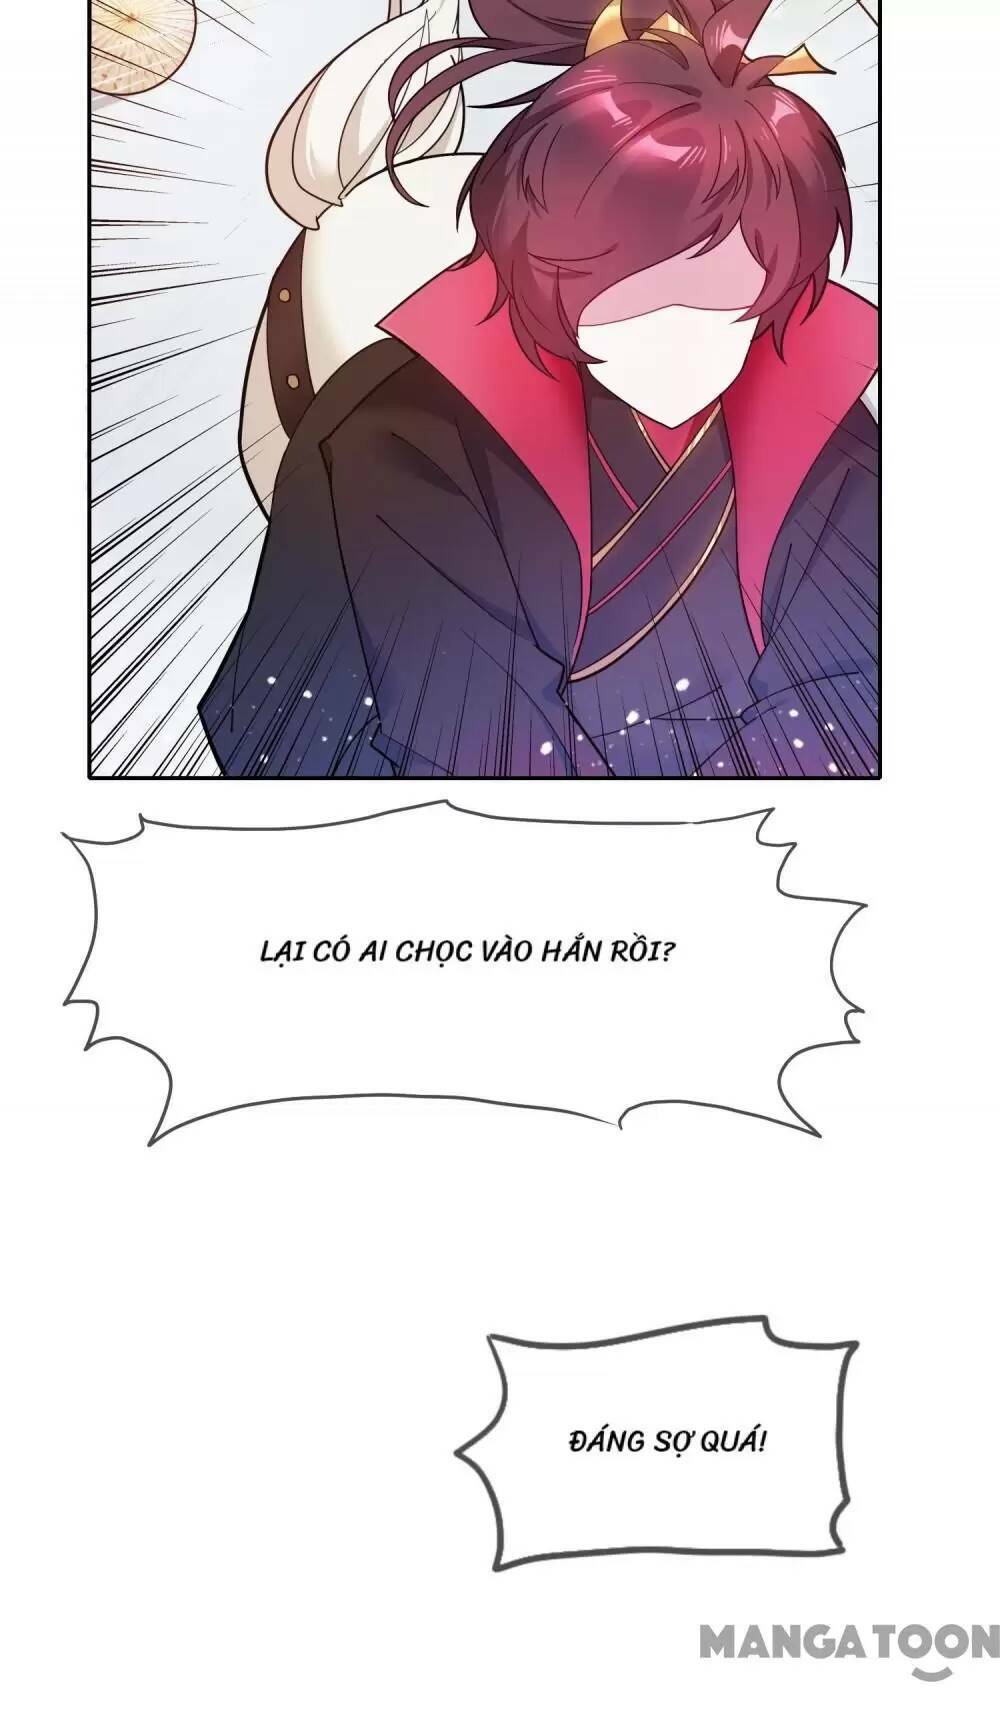 LẠI CÓ AI CHỌC VÀO HẮN RỒI?
ĐÁNG SỢ QUÁ!
MANGATOON